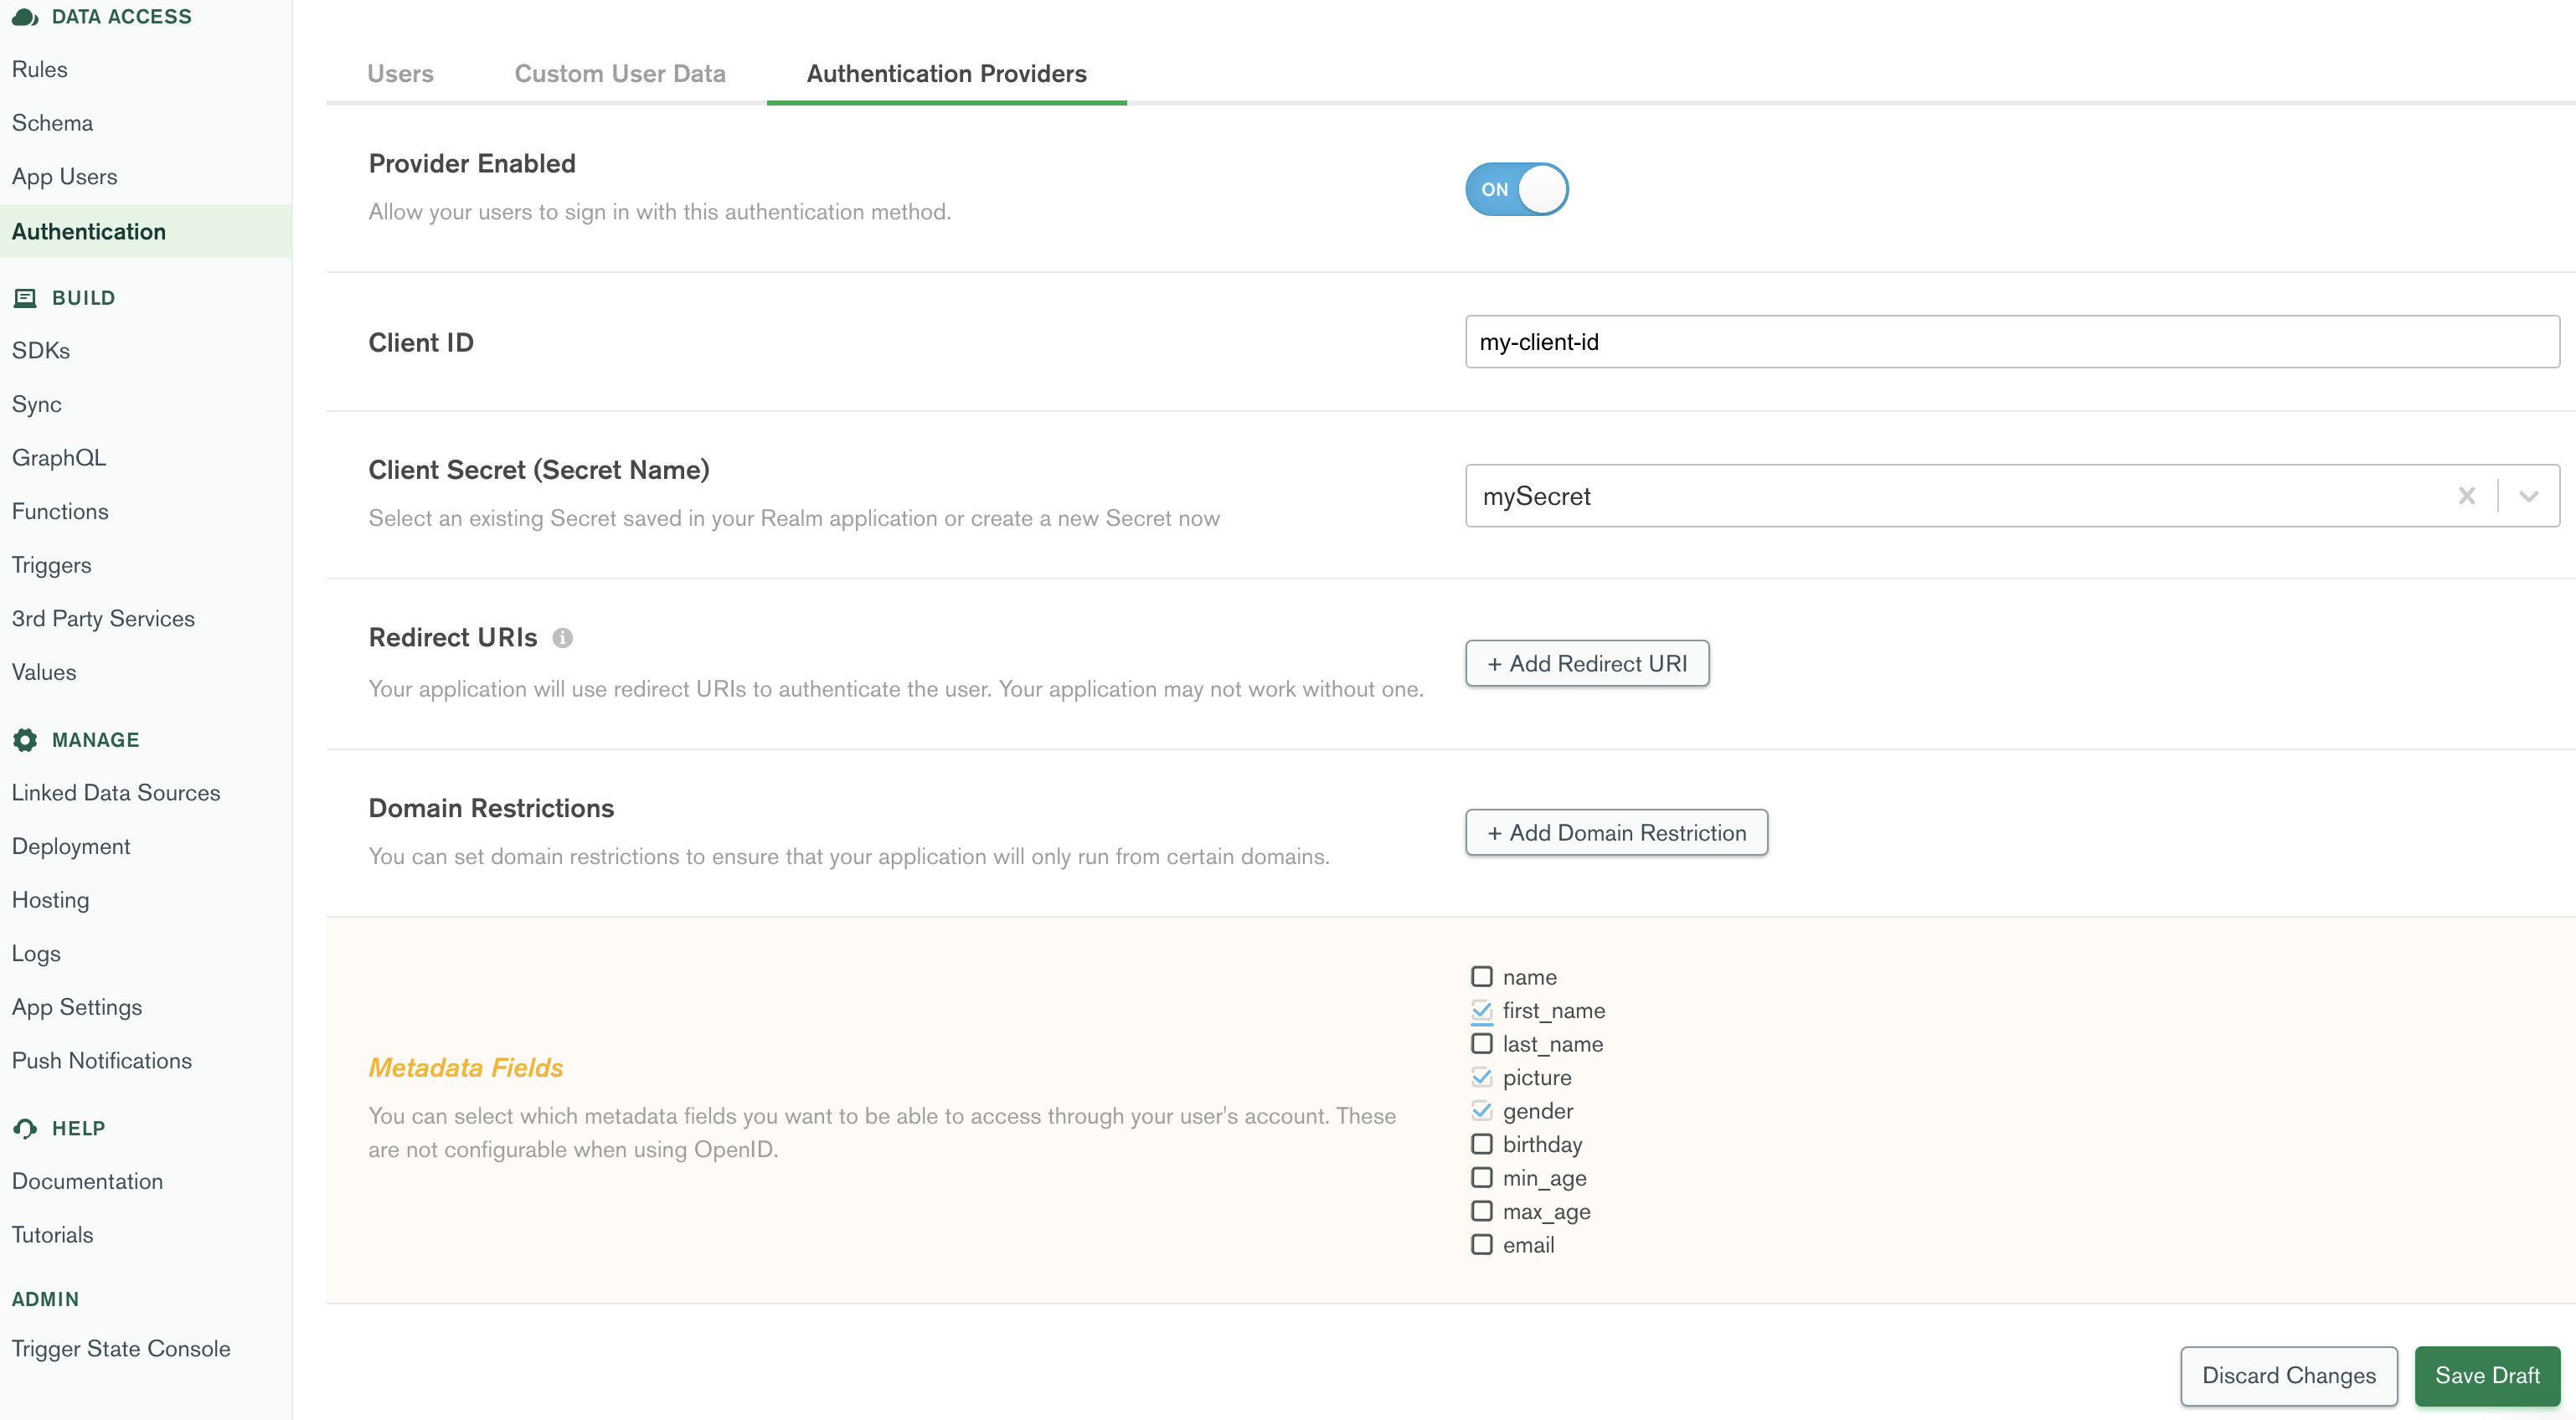 DATA ACCESS
Rules
Schema
App Users
Authentication
BUILD
SDKs
Sync
GraphQL
Functions
Triggers
3rd Party Services
Values
MANAGE
Linked Data Sources
Deployment
Hosting
Logs
App Settings
Push Notifications
HELP
Documentation
Tutorials
ADMIN
Trigger State Console
Users
Custom User Data
Authentication Providers
Provider Enabled
Allow your users to sign in with this authentication method.
ON
Client ID
my-client-id
Client Secret (Secret Name)
Select an existing Secret saved in your Realm application or create a new Secret now
mySecret
Redirect URIs
Your application will use redirect URIs to authenticate the user. Your application may not work without one.
+ Add Redirect URI
Domain Restrictions
You can set domain restrictions to ensure that your application will only run from certain domains.
+ Add Domain Restriction
Metadata Fields
You can select which metadata fields you want to be able to access through your user's account. These
are not configurable when using OpenID.
name
first_name
last_name
picture
gender
birthday
min_age
max_age
email
Discard Changes
Save Draft